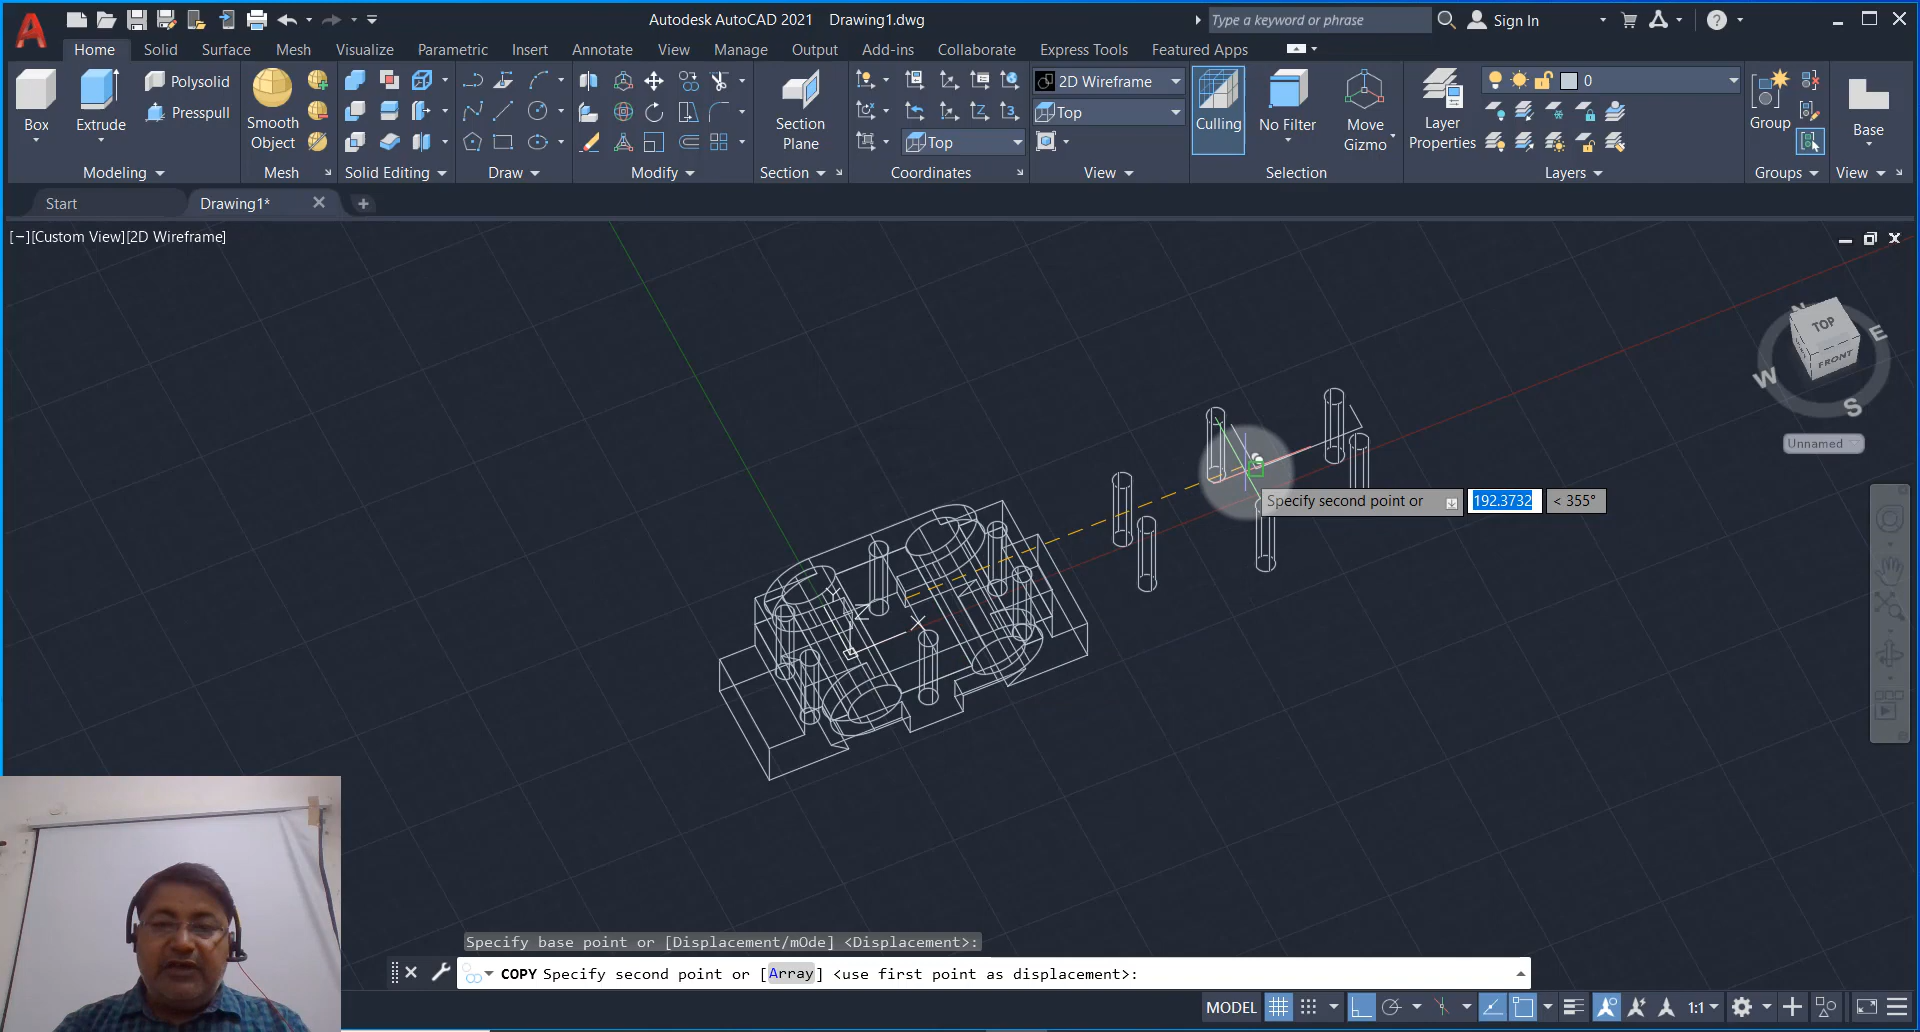 Autodesk AutoCAD 2021 Drawing1.dwg
Type a keyword or phrase
Sign In
Home Solid Surface Mesh Visualize Parametric Insert Annotate View Manage Output Add-ins Collaborate Express Tools Featured Apps
Polysolid
Presspull
Box
Extrude
Smooth
Object
Section
Plane
2D Wireframe
Top
Top
Culling
No Filter
Move
Gizmo
Layer
Properties
0
Group
Base
Modeling Mesh Solid Editing Draw Modify Section Coordinates View Selection Layers Groups View
Start Drawing1*
[−][Custom View][2D Wireframe]
N
E
W
S
TOP
FRONT
Unnamed
Specify second point or 192.3732 < 355°
Specify base point or [Displacement/mOde] <Displacement>:
COPY Specify second point or [Array] <use first point as displacement>:
MODEL
1:1